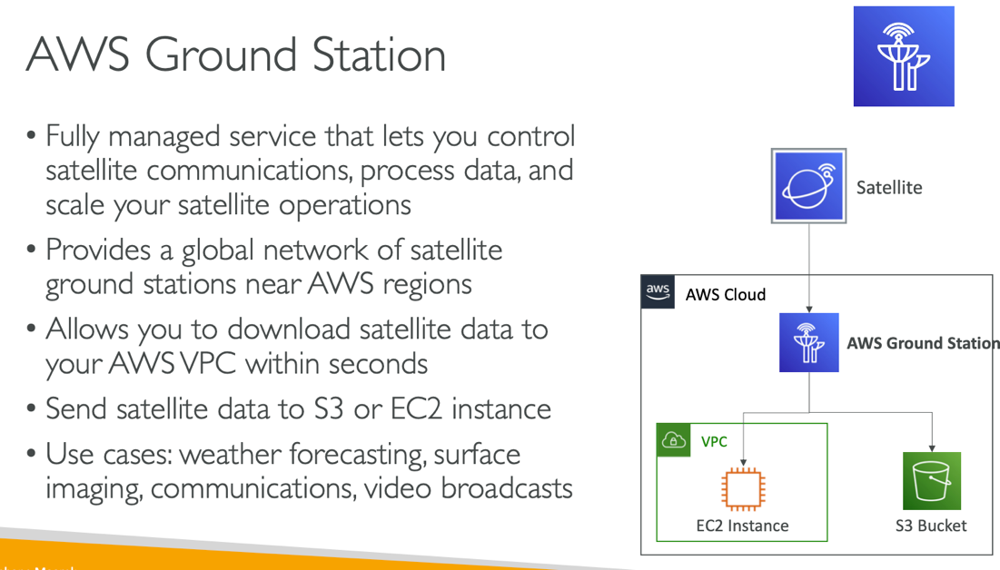 AWS Ground Station
• Fully managed service that lets you control
satellite communications, process data, and
scale your satellite operations
• Provides a global network of satellite
ground stations near AWS regions
• Allows you to download satellite data to
your AWS VPC within seconds
• Send satellite data to S3 or EC2 instance
• Use cases: weather forecasting, surface
imaging, communications, video broadcasts
Satellite
aws
AWS Cloud
AWS Ground Station
VPC
EC2 Instance
S3 Bucket